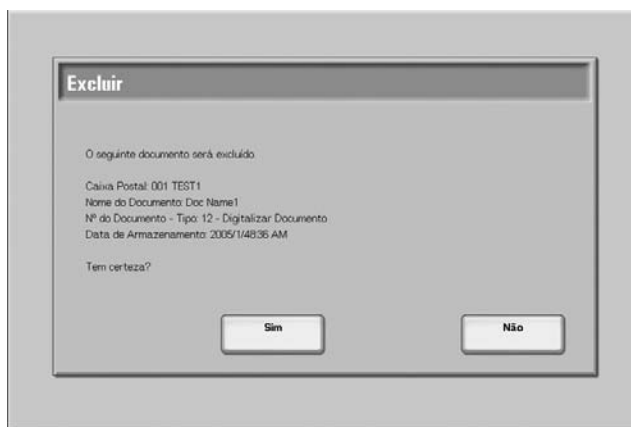 Excluir
O seguinte documento será excluído
Caixa Postal: 001 TEST1
Nome do Documento: Doc Name1
Nº do Documento - Tipo: 12 - Digitalizar Documento
Data de Armazenamento: 2005/1/4836 AM
Tem certeza?
Sim
Não